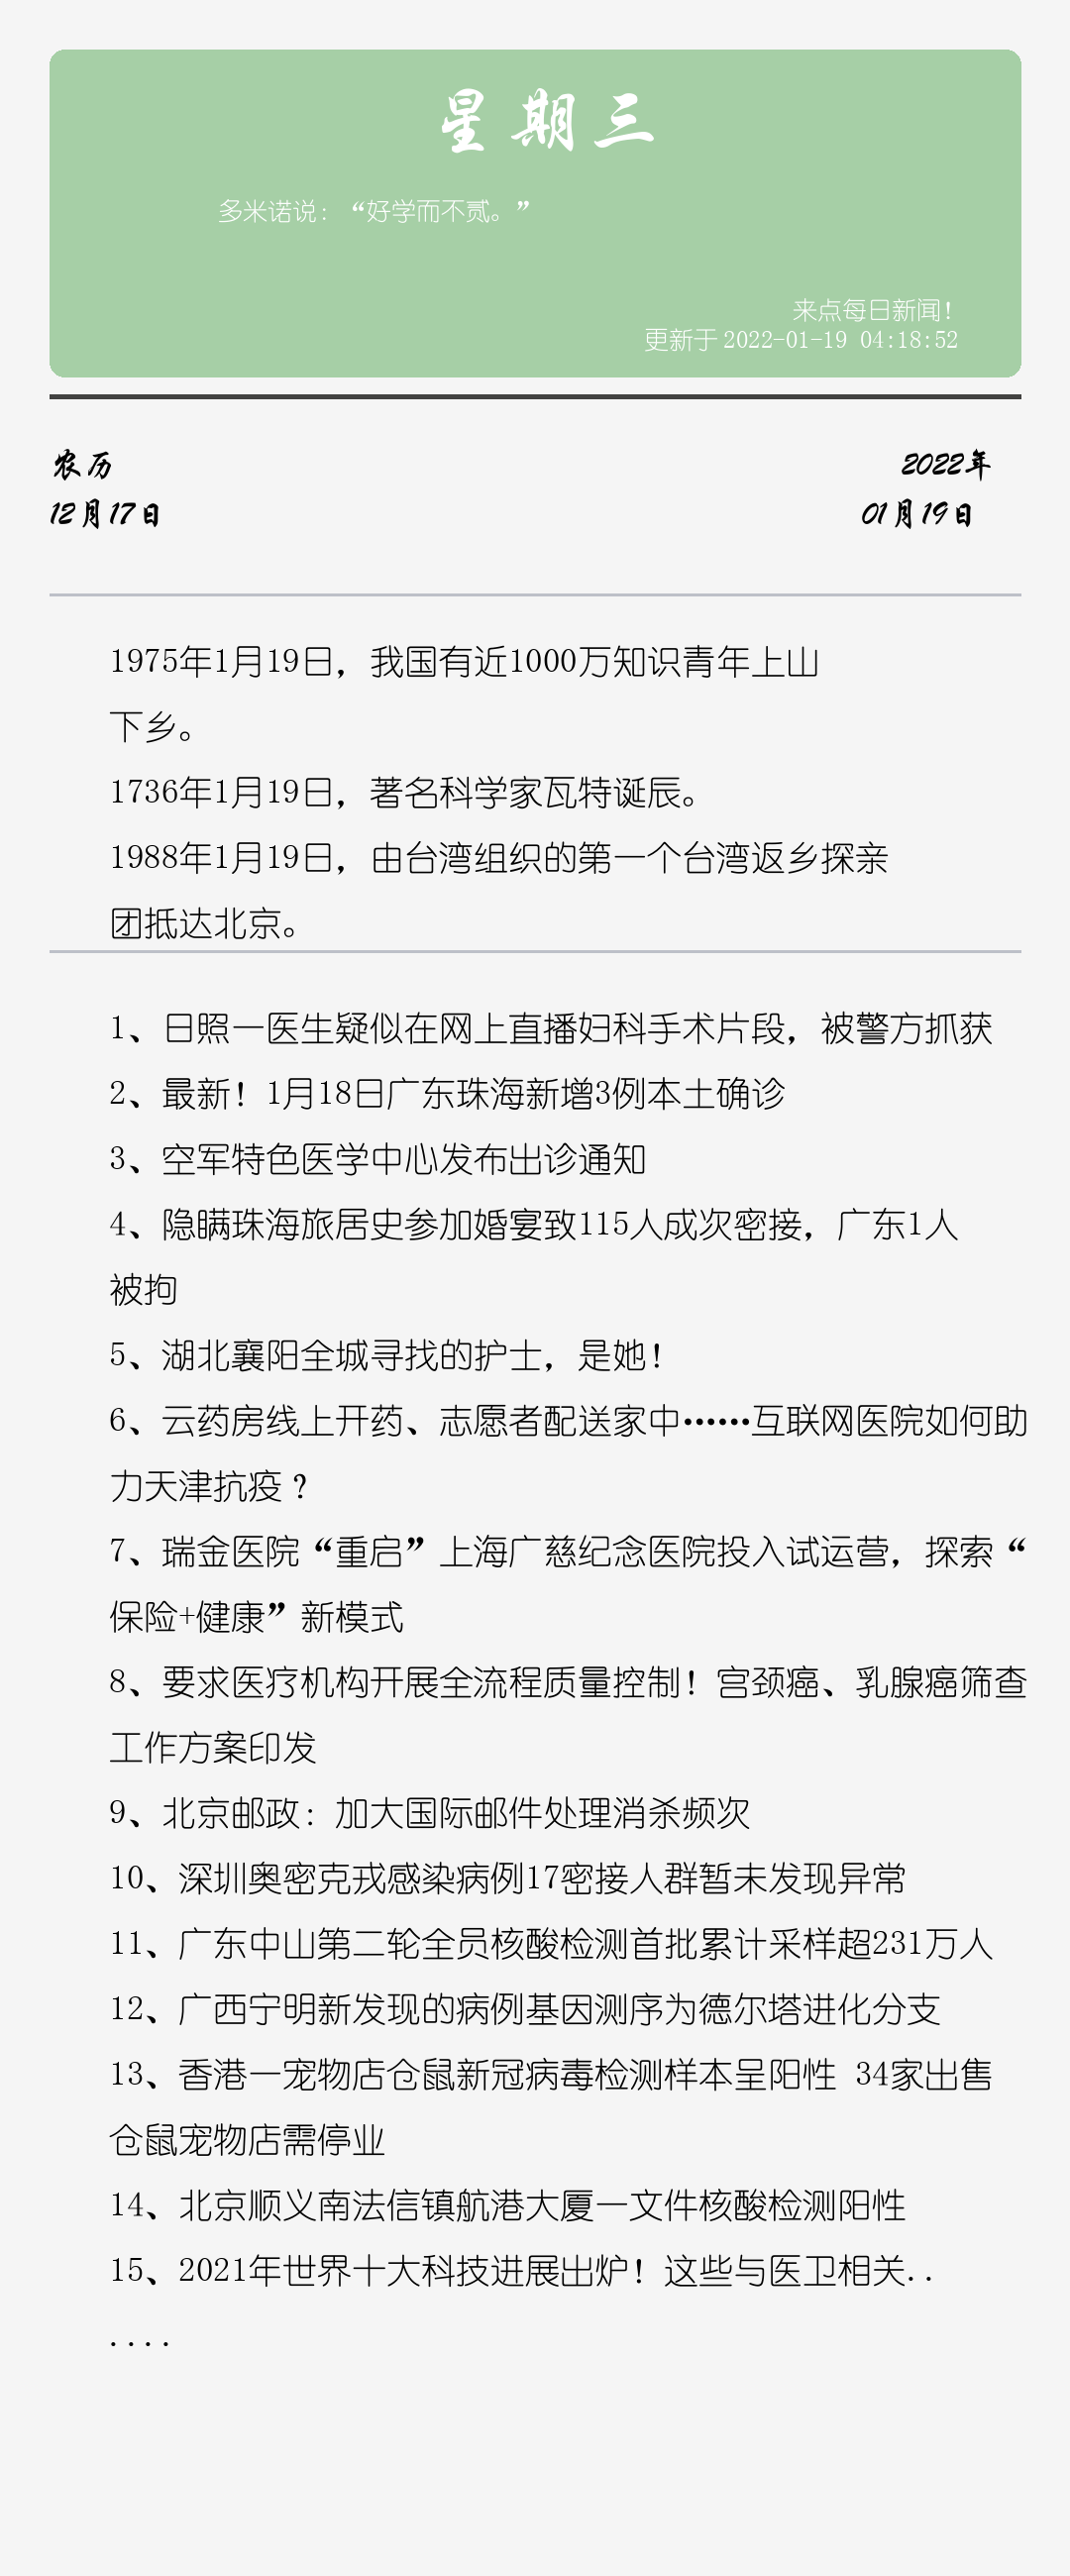 星期三
多米诺说：“好学而不贰。”
来点每日新闻！
更新于 2022-01-19 04:18:52
农历
2022年
12月17日
01月19日
1975年1月19日，我国有近1000万知识青年上山
下乡。
1736年1月19日，著名科学家瓦特诞辰。
1988年1月19日，由台湾组织的第一个台湾返乡探亲
团抵达北京。
1、日照一医生疑似在网上直播妇科手术片段，被警方抓获
2、最新！1月18日广东珠海新增3例本土确诊
3、空军特色医学中心发布出诊通知
4、隐瞒珠海旅居史参加婚宴致115人成次密接，广东1人
被拘
5、湖北襄阳全城寻找的护士，是她！
6、云药房线上开药、志愿者配送家中······互联网医院如何助
力天津抗疫？
7、瑞金医院“重启”上海广慈纪念医院投入试运营，探索“
保险+健康”新模式
8、要求医疗机构开展全流程质量控制！宫颈癌、乳腺癌筛查
工作方案印发
9、北京邮政：加大国际邮件处理消杀频次
10、深圳奥密克戎感染病例17密接人群暂未发现异常
11、广东中山第二轮全员核酸检测首批累计采样超231万人
12、广西宁明新发现的病例基因测序为德尔塔进化分支
13、香港一宠物店仓鼠新冠病毒检测样本呈阳性 34家出售
仓鼠宠物店需停业
14、北京顺义南法信镇航港大厦一文件核酸检测阳性
15、2021年世界十大科技进展出炉！这些与医卫相关..
....